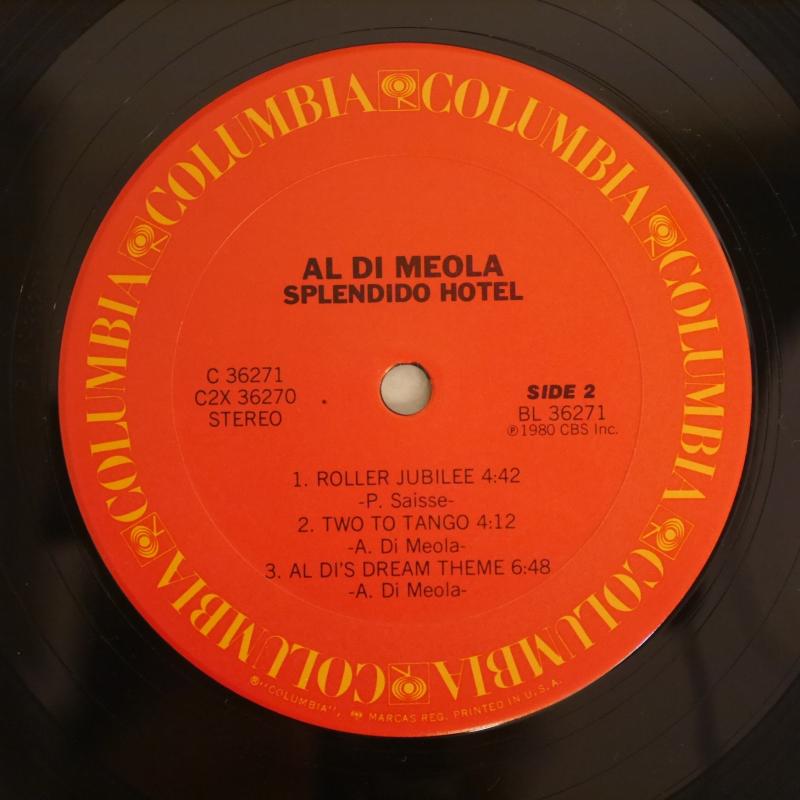 COLUMBIA COLUMBIA COLUMBIA COLUMBIA COLUMBIA COLUMBIA COLUMBIA COLUMBIA
AL DI MEOLA
SPLENDIDO HOTEL
C 36271
C2X 36270
STEREO
SIDE 2
BL 36271
℗1980 CBS Inc.
1. ROLLER JUBILEE 4:42
-P. Saisse-
2. TWO TO TANGO 4:12
-A. Di Meola-
3. AL DI'S DREAM THEME 6:48
-A. Di Meola-
®"COLUMBIA", MARCAS REG. PRINTED IN U.S.A.